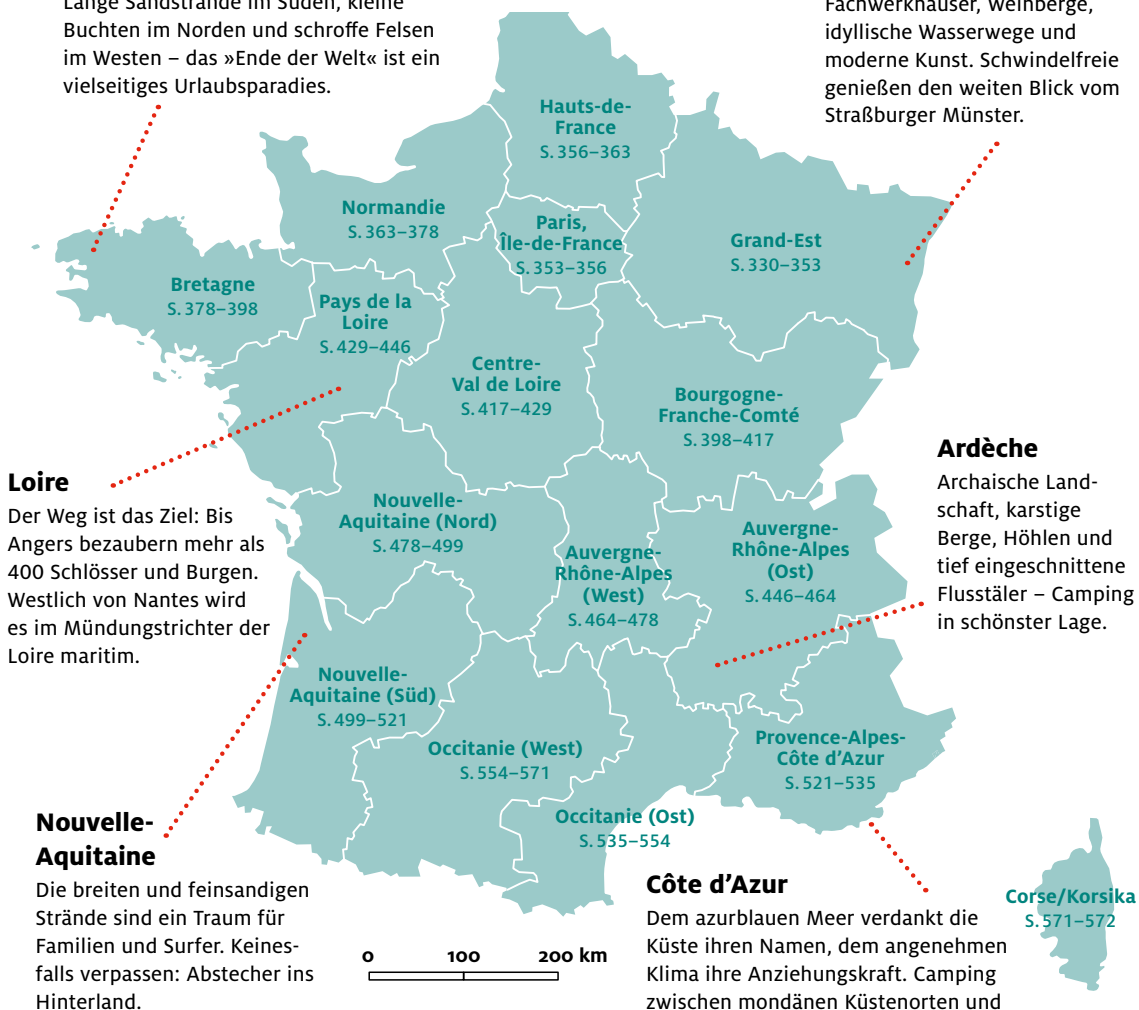 Lange Sandstrände im Süden, kleine
Buchten im Norden und schroffe Felsen
im Westen – das »Ende der Welt« ist ein
vielseitiges Urlaubsparadies.
Fachwerkhäuser, Weinberge,
idyllische Wasserwege und
moderne Kunst. Schwindelfreie
genießen den weiten Blick vom
Straßburger Münster.
Hauts-de-
France
S. 356–363
Normandie
S. 363–378
Paris,
Île-de-France
S. 353–356
Grand-Est
S. 330–353
Bretagne
S. 378–398
Pays de la
Loire
S. 429–446
Centre-
Val de Loire
S. 417–429
Bourgogne-
Franche-Comté
S. 398–417
Loire
Der Weg ist das Ziel: Bis
Angers bezaubern mehr als
400 Schlösser und Burgen.
Westlich von Nantes wird
es im Mündungstrichter der
Loire maritim.
Ardèche
Archaische Land-
schaft, karstige
Berge, Höhlen und
tief eingeschnittene
Flusstäler – Camping
in schönster Lage.
Nouvelle-
Aquitaine (Nord)
S. 478–499
Auvergne-
Rhône-Alpes
(West)
S. 464–478
Auvergne-
Rhône-Alpes
(Ost)
S. 446–464
Nouvelle-
Aquitaine (Süd)
S. 499–521
Occitanie (West)
S. 554–571
Provence-Alpes-
Côte d’Azur
S. 521–535
Occitanie (Ost)
S. 535–554
Nouvelle-
Aquitaine
Die breiten und feinsandigen
Strände sind ein Traum für
Familien und Surfer. Keines-
falls verpassen: Abstecher ins
Hinterland.
0 100 200 km
Côte d’Azur
Dem azurblauen Meer verdankt die
Küste ihren Namen, dem angenehmen
Klima ihre Anziehungskraft. Camping
zwischen mondänen Küstenorten und
Corse/Korsika
S. 571–572